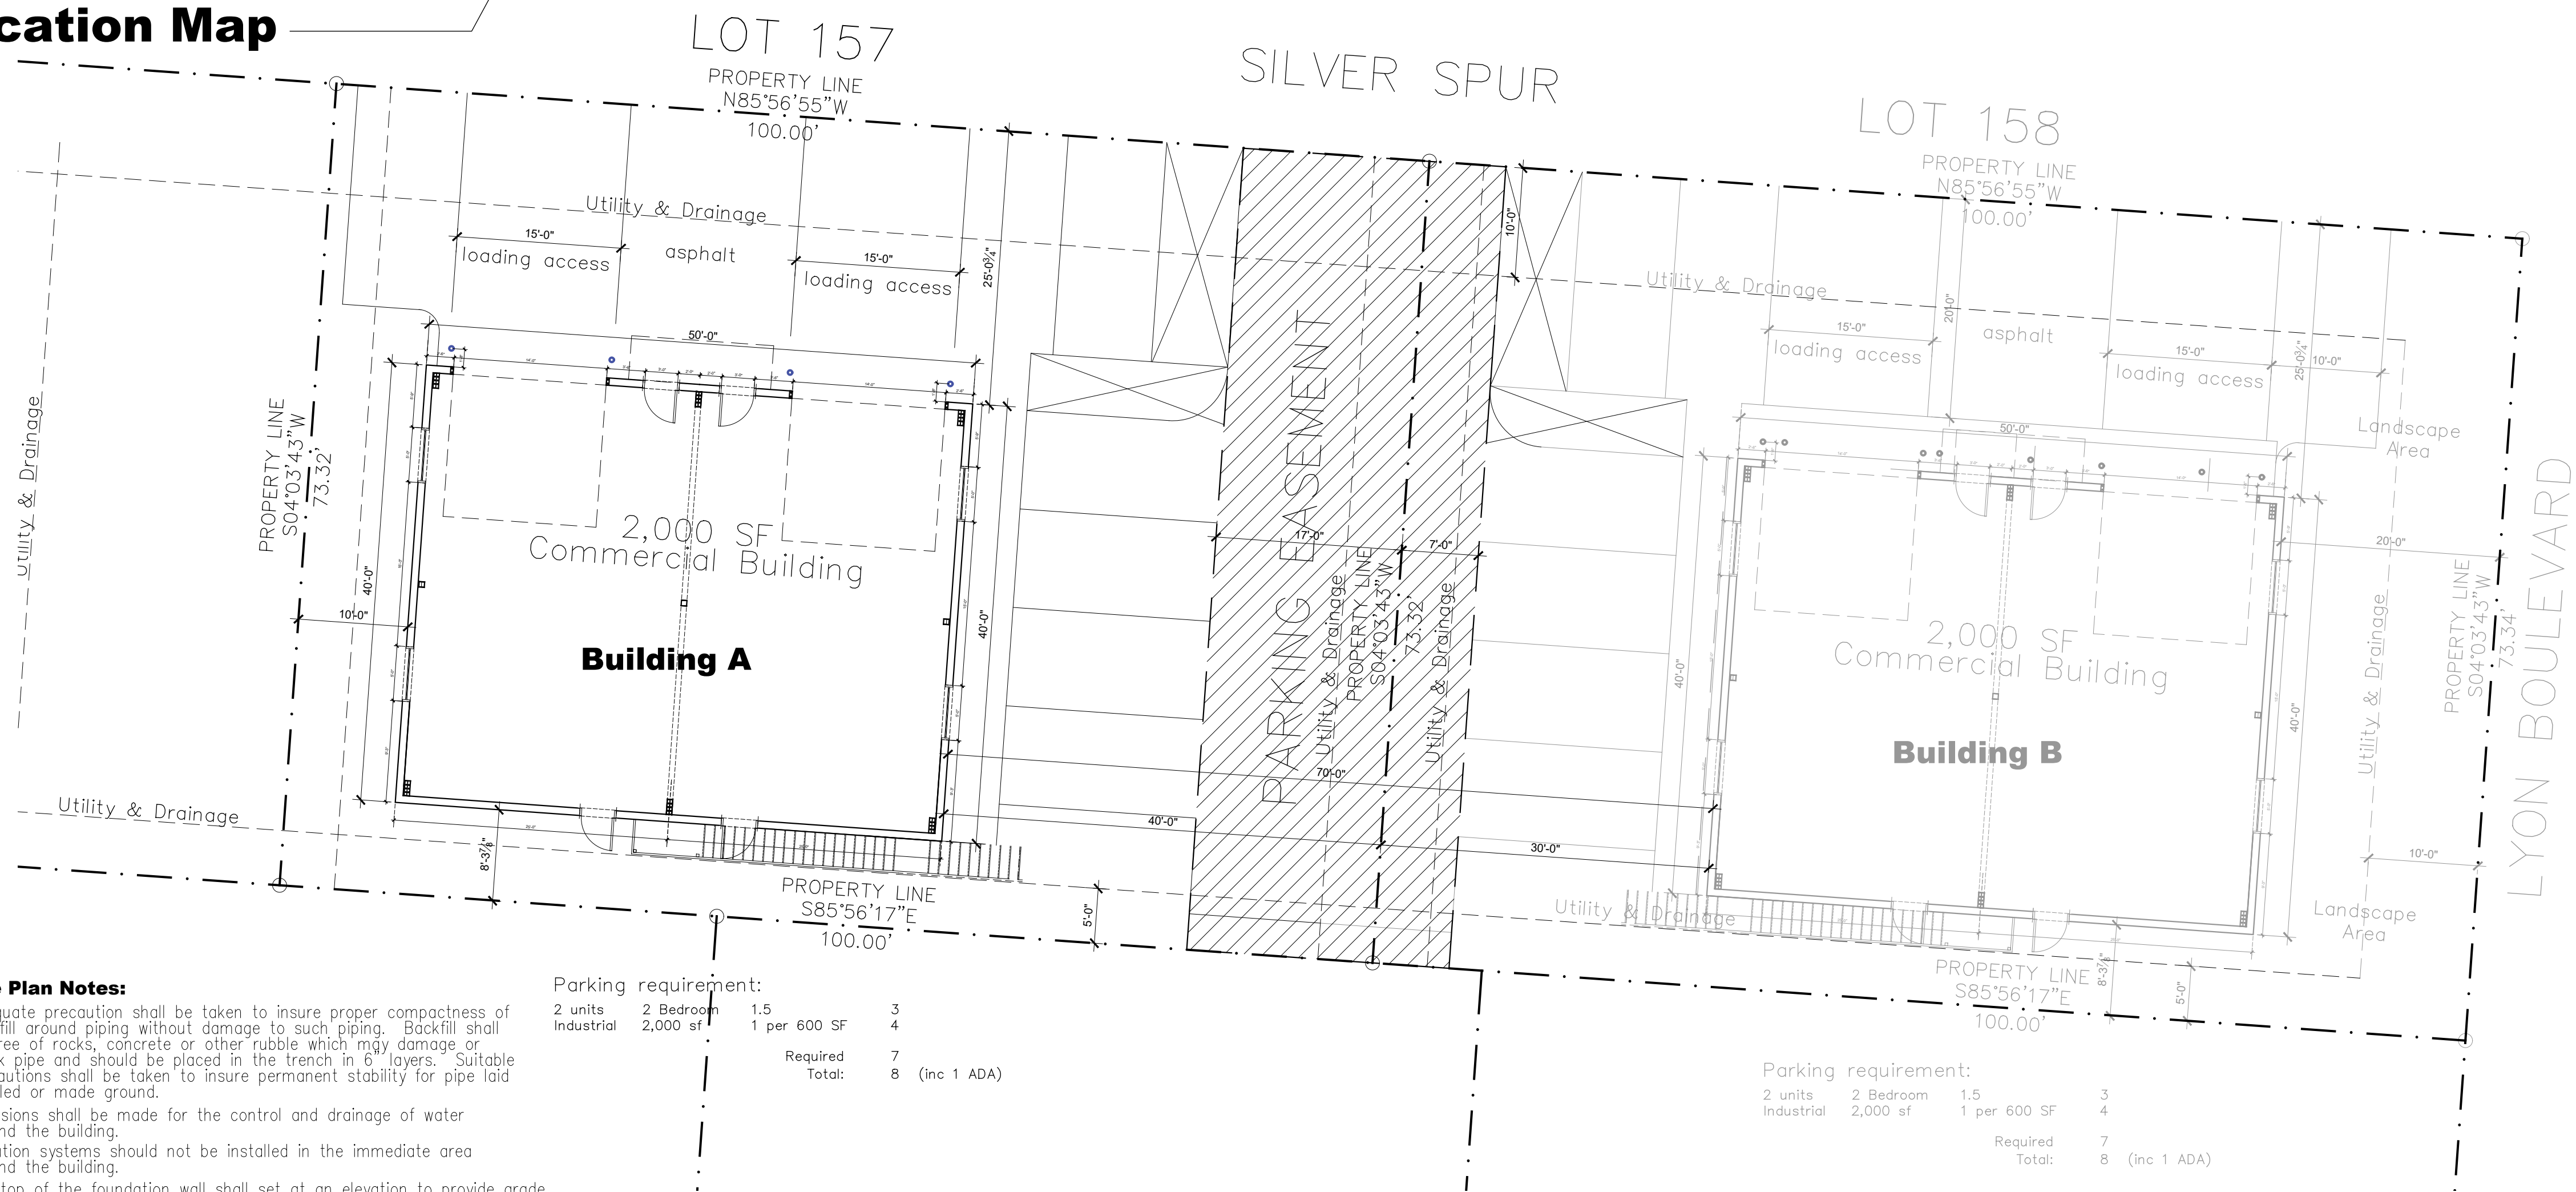 cation Map
LOT 157
PROPERTY LINE
N85°56'55"W
100.00'
SILVER SPUR
LOT 158
PROPERTY LINE
N85°56'55"W
100.00'
Utility & Drainage
15'-0"
loading access
asphalt
15'-0"
loading access
25'-0¾"
10'-0"
50'-0"
Utility & Drainage
PROPERTY LINE
S04°03'43"W
73.32'
10'-0"
40'-0"
2,000 SF
Commercial Building
Building A
40'-0"
Utility & Drainage
8'-3⅞"
PROPERTY LINE
S85°56'17"E
100.00'
5'-0"
PARKING EASEMENT
17'-0"
7'-0"
Utility & Drainage
PROPERTY LINE
S04°03'43"W
73.32'
Utility & Drainage
70'-0"
40'-0"
30'-0"
Utility & Drainage
20'-0"
15'-0"
loading access
asphalt
15'-0"
loading access
25'-0¾"
10'-0"
Landscape
Area
50'-0"
20'-0"
40'-0"
2,000 SF
Commercial Building
Building B
40'-0"
Utility & Drainage
PROPERTY LINE
S04°03'43"W
73.34'
LYON BOULEVARD
10'-0"
Landscape
Area
Utility & Drainage
PROPERTY LINE
S85°56'17"E
100.00'
8'-3⅞"
5'-0"
Plan Notes:
quate precaution shall be taken to insure proper compactness of
fill around piping without damage to such piping. Backfill shall
ree of rocks, concrete or other rubble which may damage or
k pipe and should be placed in the trench in 6" layers. Suitable
autions shall be taken to insure permanent stability for pipe laid
led or made ground.
sions shall be made for the control and drainage of water
nd the building.
ation systems should not be installed in the immediate area
nd the building.
top of the foundation wall shall set at an elevation to provide grade
Parking requirement:
2 units 2 Bedroom 1.5 3
Industrial 2,000 sf 1 per 600 SF 4
Required 7
Total: 8 (inc 1 ADA)
Parking requirement:
2 units 2 Bedroom 1.5 3
Industrial 2,000 sf 1 per 600 SF 4
Required 7
Total: 8 (inc 1 ADA)